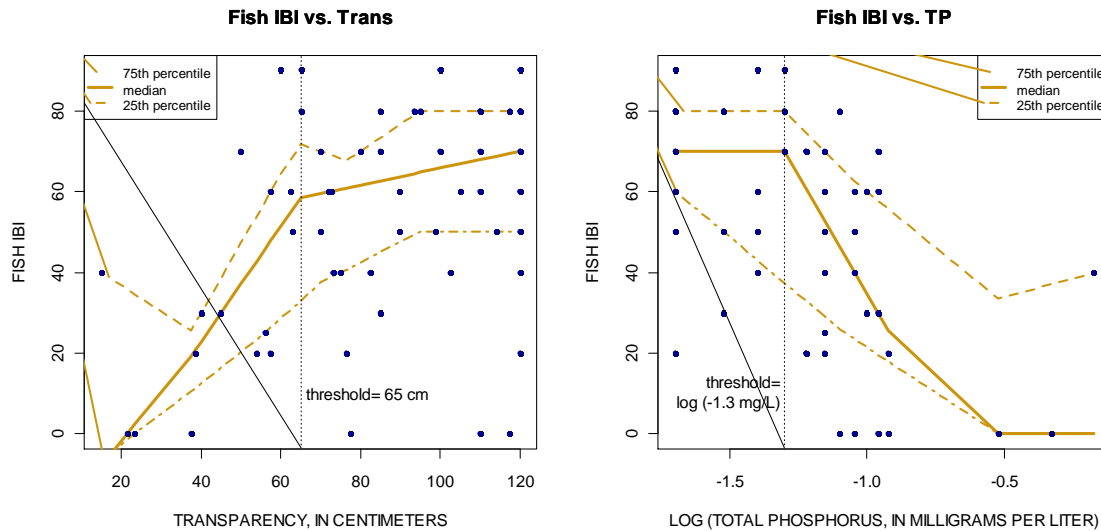 Fish IBI vs. Trans
75th percentile
median
25th percentile
FISH IBI
80
60
40
20
0
threshold= 65 cm
20 40 60 80 100 120
TRANSPARENCY, IN CENTIMETERS
Fish IBI vs. TP
75th percentile
median
25th percentile
FISH IBI
80
60
40
20
0
threshold=
log (-1.3 mg/L)
-1.5 -1.0 -0.5
LOG (TOTAL PHOSPHORUS, IN MILLIGRAMS PER LITER)